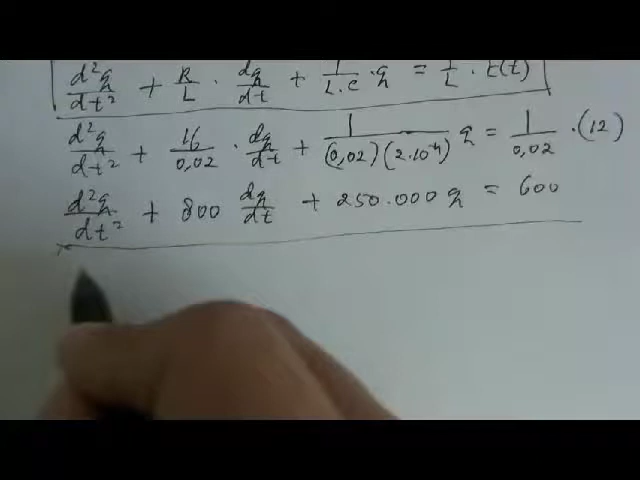 d²q/dt² + R/L · dq/dt + 1/L.C · q = 1/L · E(t)
d²q/dt² + 16/0,02 · dq/dt + 1/(0,02)(2.10⁻⁴) q = 1/0,02 · (12)
d²q/dt² + 800 dq/dt + 250.000 q = 600